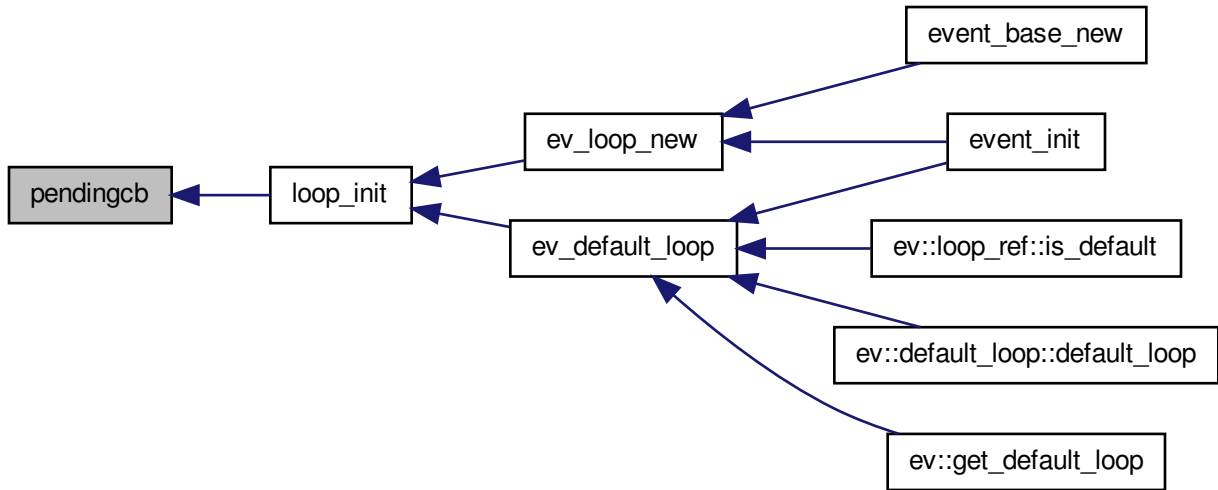 event_base_new
ev_loop_new
event_init
pendingcb
loop_init
ev_default_loop
ev::loop_ref::is_default
ev::default_loop::default_loop
ev::get_default_loop